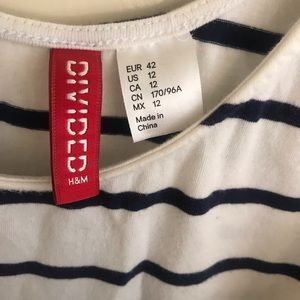 DIVIDED
H&M
EUR 42
US 12
CA 12
CN 170/96A
MX 12
Made in
China